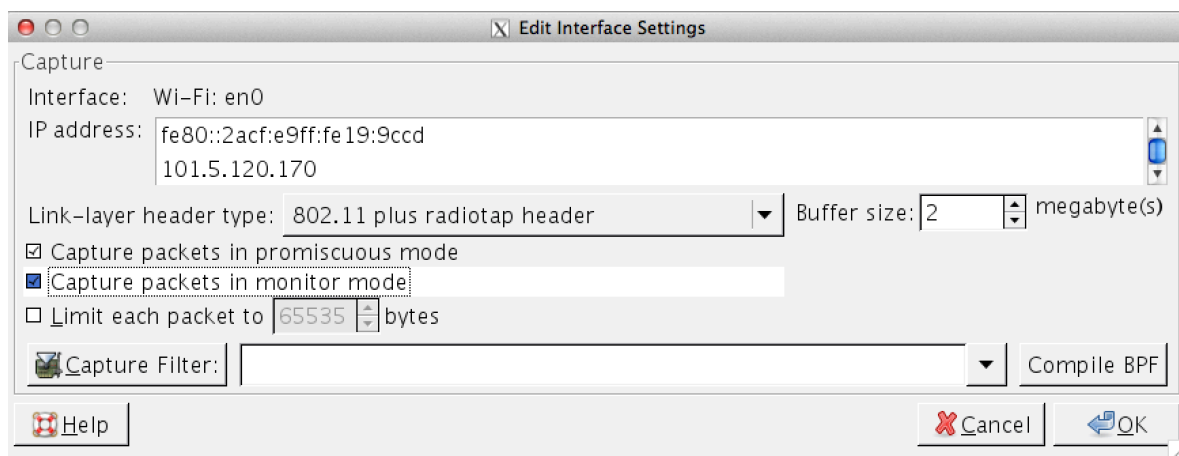 Edit Interface Settings
Capture
Interface: Wi-Fi: en0
IP address: fe80::2acf:e9ff:fe19:9ccd
101.5.120.170
Link-layer header type: 802.11 plus radiotap header Buffer size: 2 megabyte(s)
Capture packets in promiscuous mode
Capture packets in monitor mode
Limit each packet to 65535 bytes
Capture Filter: Compile BPF
Help Cancel OK